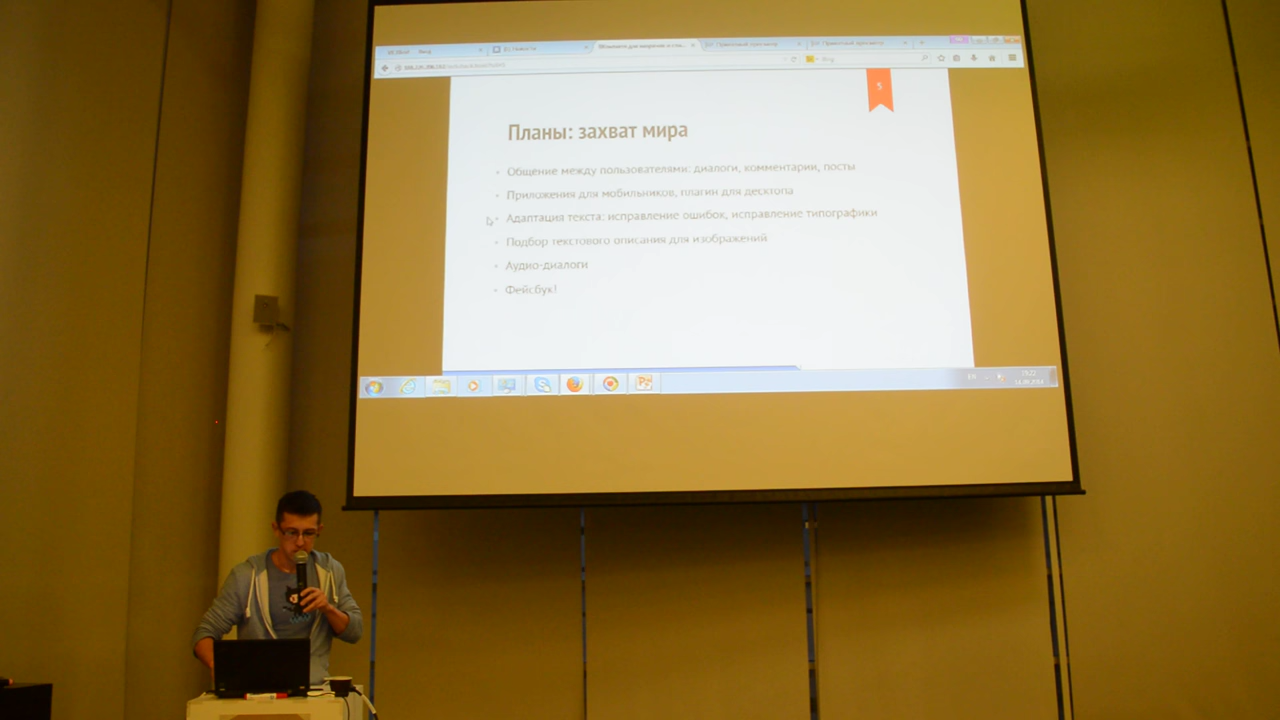 5
Планы: захват мира
Общение между пользователями: диалоги, комментарии, посты
Приложения для мобильников, плагин для десктопа
Адаптация текста: исправление ошибок, исправление типографики
Подбор текстового описания для изображений
Аудио-диалоги
Фейсбук!